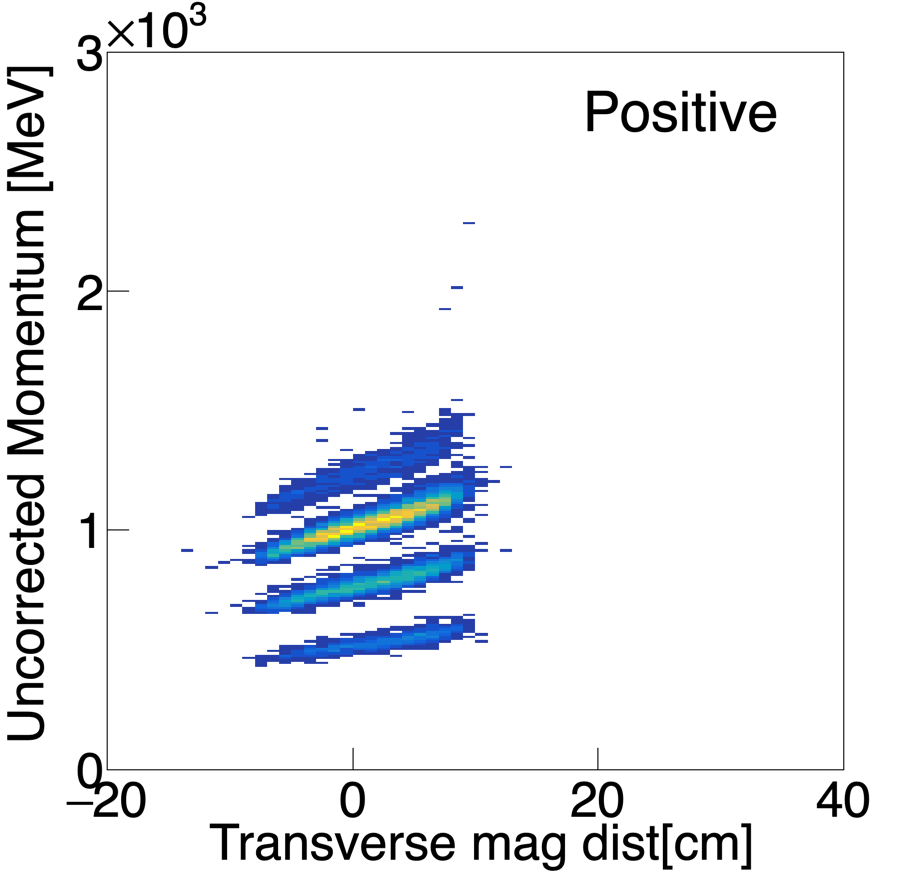 3×10³
Positive
2
1
0
−20 0 20 40
Transverse mag dist[cm]
Uncorrected Momentum [MeV]